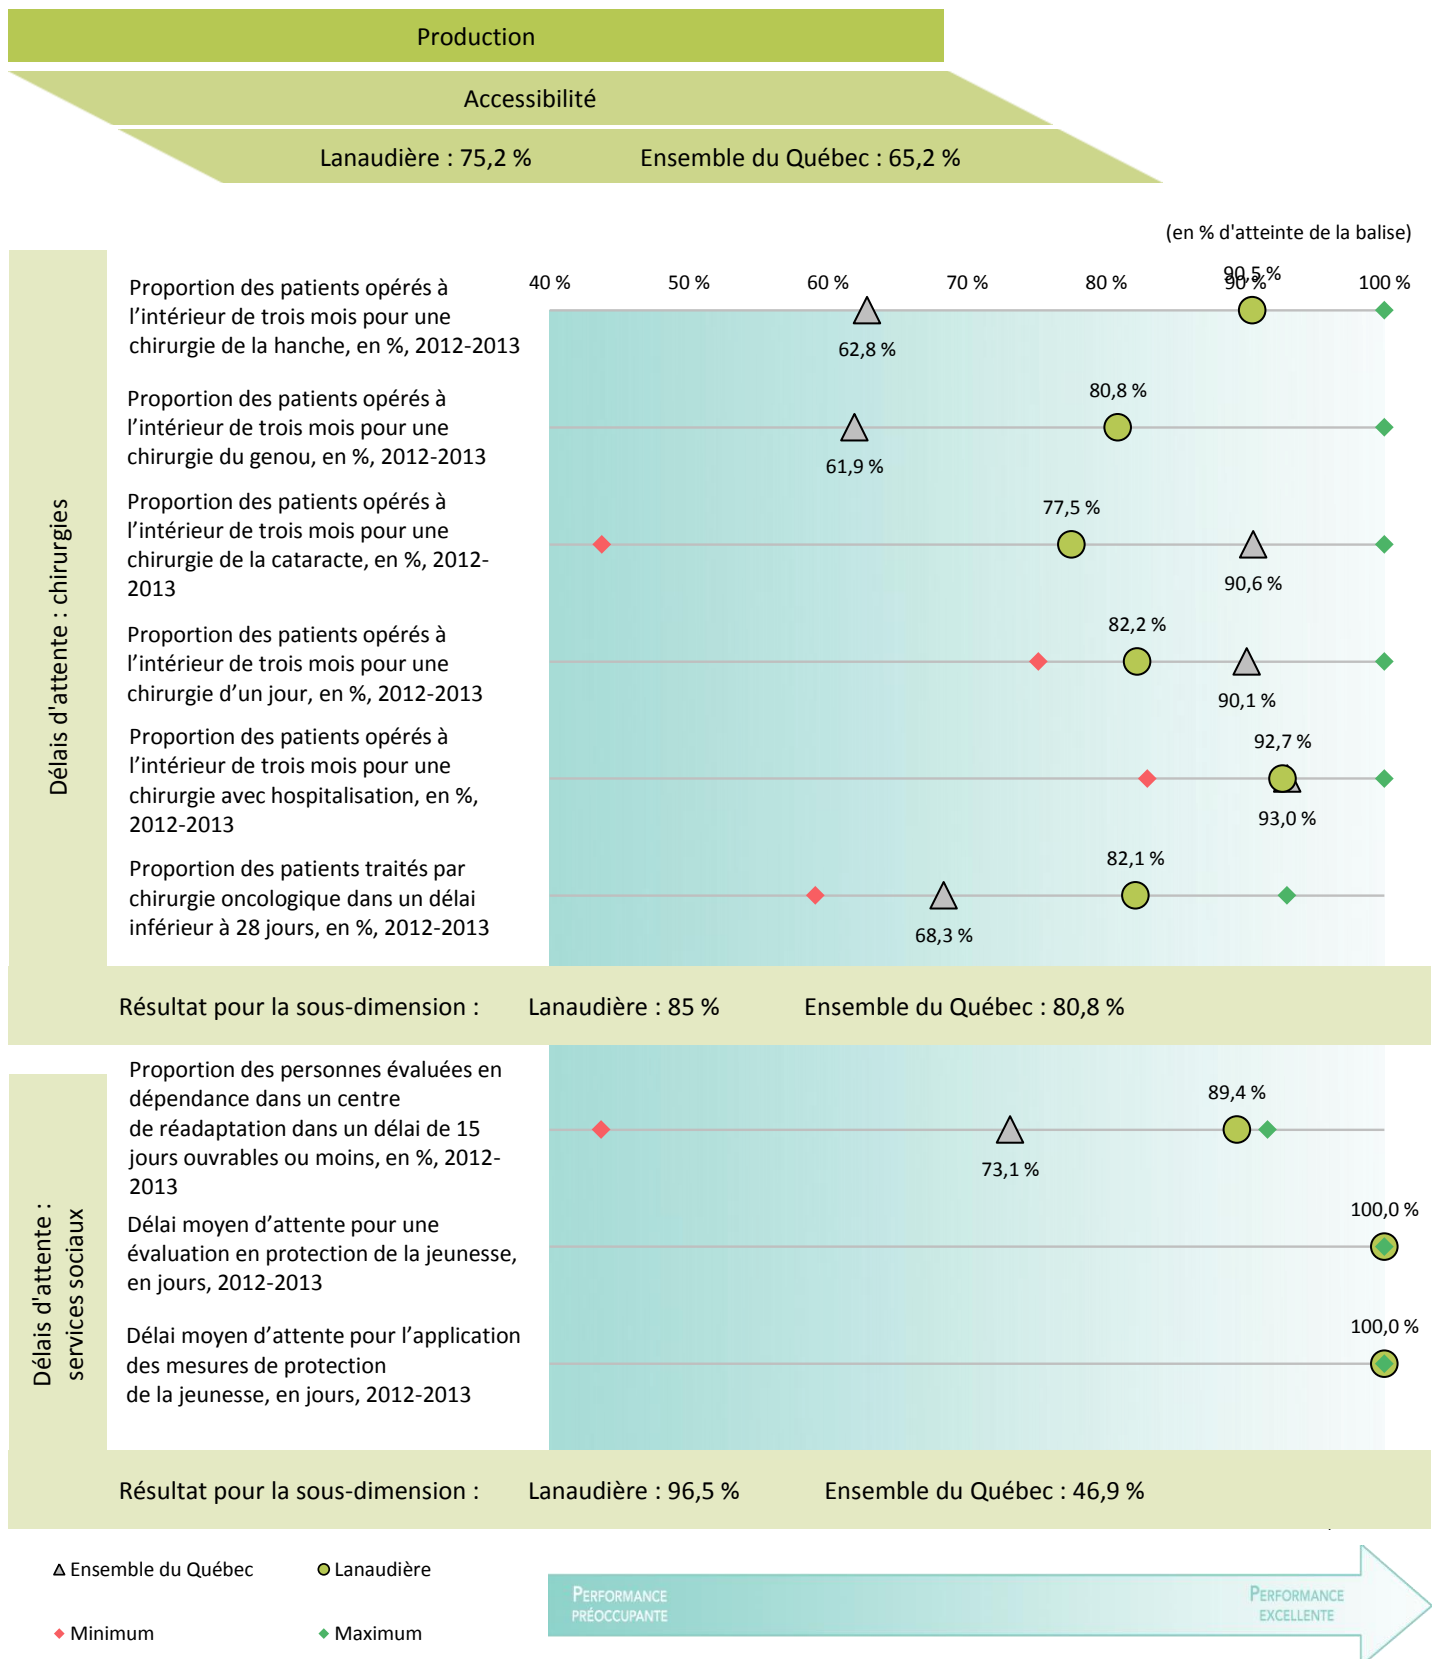 Production
Accessibilité
Lanaudière : 75,2 % Ensemble du Québec : 65,2 %
(en % d'atteinte de la balise)
40 % 50 % 60 % 70 % 80 % 90 % 100 %
Délais d'attente : chirurgies
Proportion des patients opérés à
l’intérieur de trois mois pour une
chirurgie de la hanche, en %, 2012-2013
90,5 %
62,8 %
Proportion des patients opérés à
l’intérieur de trois mois pour une
chirurgie du genou, en %, 2012-2013
80,8 %
61,9 %
Proportion des patients opérés à
l’intérieur de trois mois pour une
chirurgie de la cataracte, en %, 2012-
2013
77,5 %
90,6 %
Proportion des patients opérés à
l’intérieur de trois mois pour une
chirurgie d’un jour, en %, 2012-2013
82,2 %
90,1 %
Proportion des patients opérés à
l’intérieur de trois mois pour une
chirurgie avec hospitalisation, en %,
2012-2013
92,7 %
93,0 %
Proportion des patients traités par
chirurgie oncologique dans un délai
inférieur à 28 jours, en %, 2012-2013
82,1 %
68,3 %
Résultat pour la sous-dimension : Lanaudière : 85 % Ensemble du Québec : 80,8 %
Délais d'attente :
services sociaux
Proportion des personnes évaluées en
dépendance dans un centre
de réadaptation dans un délai de 15
jours ouvrables ou moins, en %, 2012-
2013
89,4 %
73,1 %
Délai moyen d’attente pour une
évaluation en protection de la jeunesse,
en jours, 2012-2013
100,0 %
Délai moyen d’attente pour l’application
des mesures de protection
de la jeunesse, en jours, 2012-2013
100,0 %
Résultat pour la sous-dimension : Lanaudière : 96,5 % Ensemble du Québec : 46,9 %
Ensemble du Québec Lanaudière
Minimum Maximum
PERFORMANCE
PRÉOCCUPANTE
PERFORMANCE
EXCELLENTE